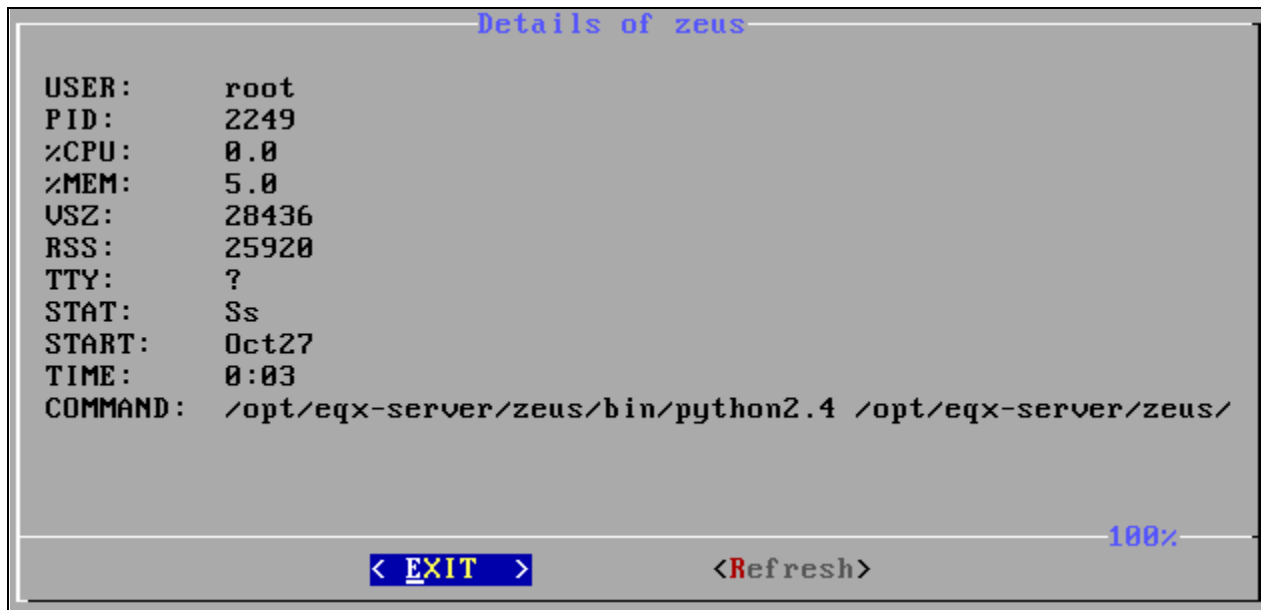 Details of zeus
USER: root
PID: 2249
%CPU: 0.0
%MEM: 5.0
VSZ: 28436
RSS: 25920
TTY: ?
STAT: Ss
START: Oct27
TIME: 0:03
COMMAND: /opt/eqx-server/zeus/bin/python2.4 /opt/eqx-server/zeus/
100%
< EXIT > <Refresh>